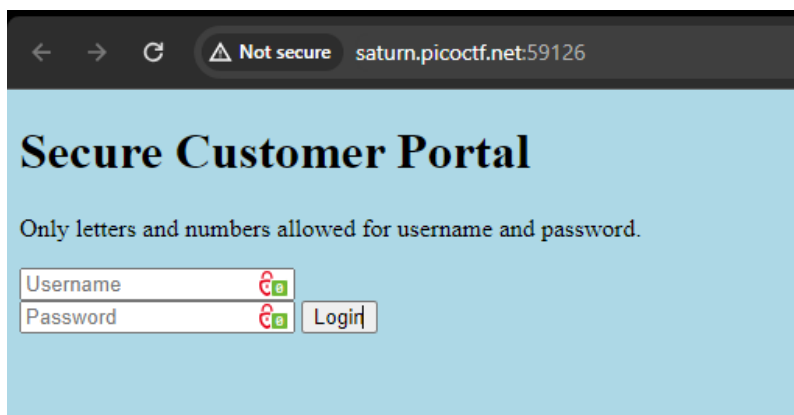 Not secure saturn.picoctf.net:59126
Secure Customer Portal
Only letters and numbers allowed for username and password.
Username
Password Login